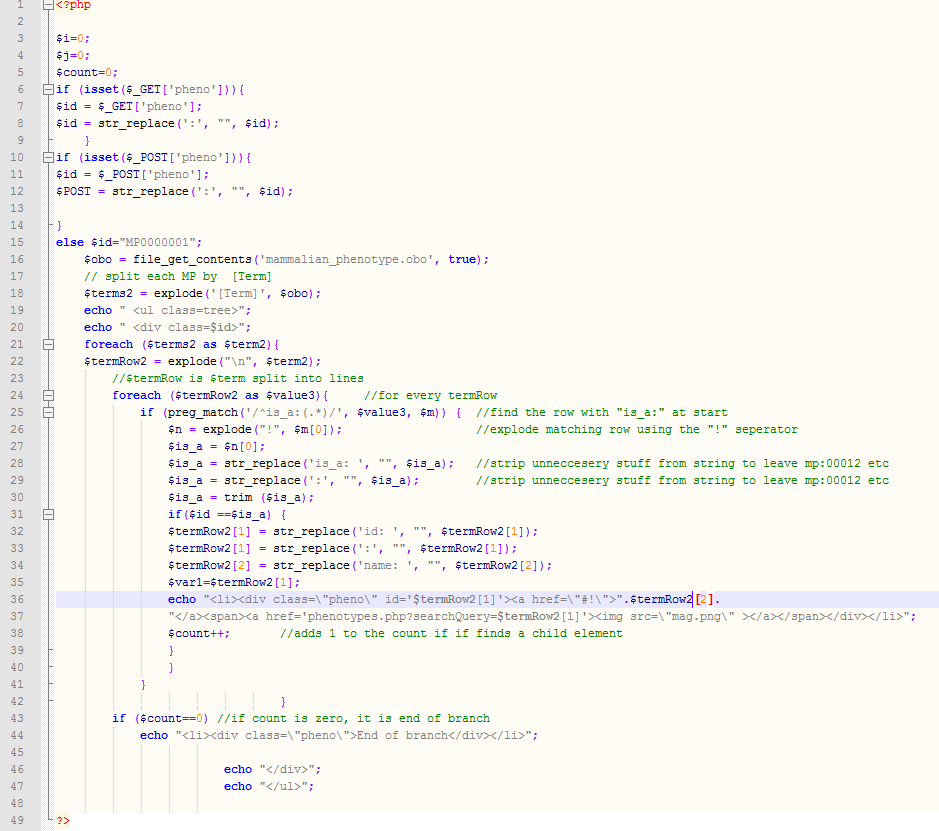 1 <?php
2
3 $i=0;
4 $j=0;
5 $count=0;
6 if (isset($_GET['pheno'])){
7 $id = $_GET['pheno'];
8 $id = str_replace(':', "", $id);
9 }
10 if (isset($_POST['pheno'])){
11 $id = $_POST['pheno'];
12 $POST = str_replace(':', "", $id);
13
14 }
15 else $id="MP0000001";
16 $obo = file_get_contents('mammalian_phenotype.obo', true);
17 // split each MP by  [Term]
18 $terms2 = explode('[Term]', $obo);
19 echo " <ul class=tree>";
20 echo " <div class=$id>";
21 foreach ($terms2 as $term2){
22 $termRow2 = explode("\n", $term2);
23 //$termRow is $term split into lines
24 foreach ($termRow2 as $value3){ //for every termRow
25 if (preg_match('/^is_a:(.*)/', $value3, $m)) { //find the row with "is_a:" at start
26 $n = explode("!", $m[0]); //explode matching row using the "!" seperator
27 $is_a = $n[0];
28 $is_a = str_replace('is_a: ', "", $is_a); //strip unneccesery stuff from string to leave mp:00012 etc
29 $is_a = str_replace(':', "", $is_a); //strip unneccesery stuff from string to leave mp:00012 etc
30 $is_a = trim ($is_a);
31 if($id ==$is_a) {
32 $termRow2[1] = str_replace('id: ', "", $termRow2[1]);
33 $termRow2[1] = str_replace(':', "", $termRow2[1]);
34 $termRow2[2] = str_replace('name: ', "", $termRow2[2]);
35 $var1=$termRow2[1];
36 echo "<li><div class=\"pheno\" id='$termRow2[1]'><a href=\"#!\">".$termRow2[2].
37 "</a><span><a href='phenotypes.php?searchQuery=$termRow2[1]'><img src=\"mag.png\" ></a></span></div></li>";
38 $count++; //adds 1 to the count if if finds a child element
39 }
40 }
41 }
42 }
43 if ($count==0) //if count is zero, it is end of branch
44 echo "<li><div class=\"pheno\">End of branch</div></li>";
45
46 echo "</div>";
47 echo "</ul>";
48
49 ?>